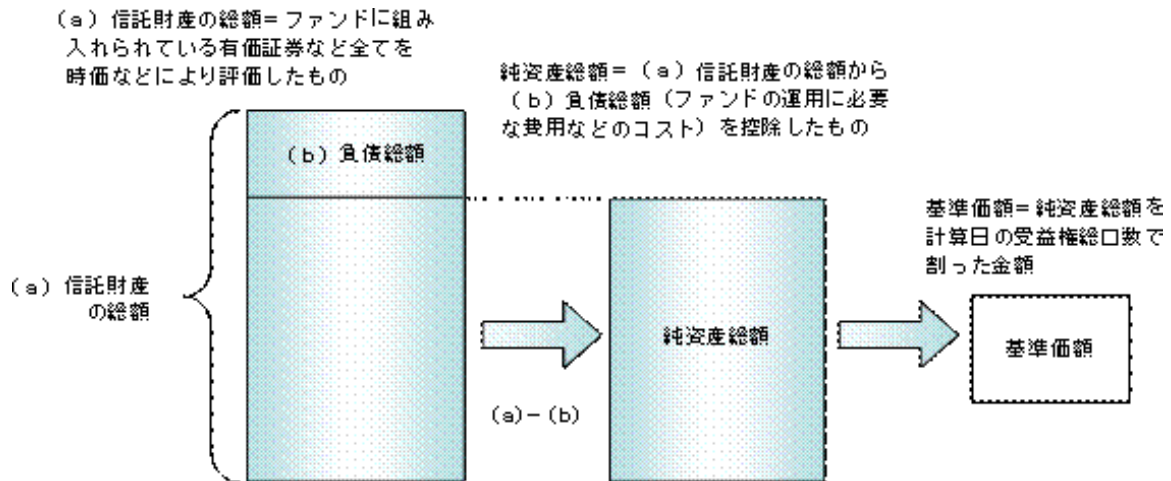 (a) 信託財産の総額=ファンドに組み
入れられている有価証券など全てを
時価などにより評価したもの
純資産総額=(a) 信託財産の総額から
(b) 負債総額(ファンドの運用に必要
な費用などのコスト)を控除したもの
(b) 負債総額
基準価額=純資産総額を
計算日の受益権総口数で
割った金額
(a) 信託財産
の総額
純資産総額
基準価額
(a)-(b)